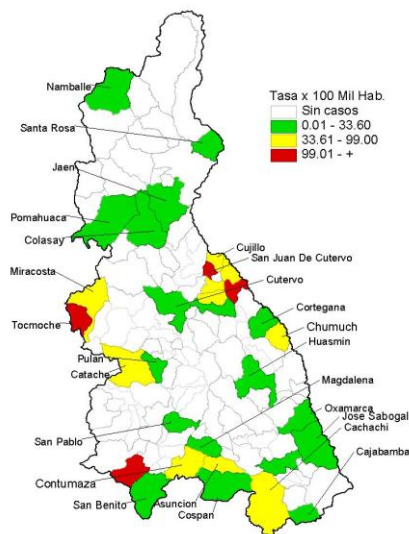 Namballe
Santa Rosa
Jaen
Pomahuaca
Colasay
Miracosta
Tocmoche
Pulan
Catache
San Pablo
Contumaza
San Benito
Asuncion
Cospan
Tasa x 100 Mil Hab.
Sin casos
0.01 - 33.60
33.61 - 99.00
99.01 - +
Cujillo
San Juan De Cutervo
Cutervo
Cortegana
Chumuch
Huasmin
Magdalena
Oxamarca
Jose Sabogal
Cachachi
Cajabamba